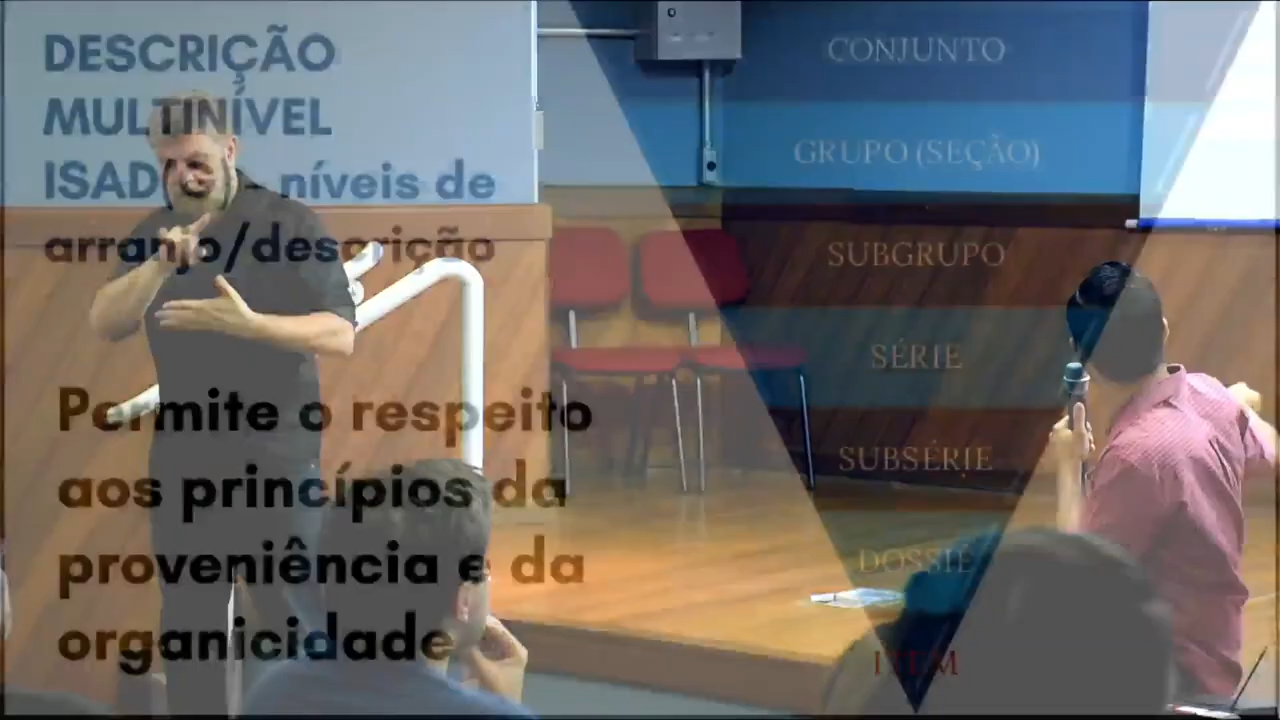 DESCRIÇÃO
MULTINÍVEL
níveis de
arranjo/descrição
Permite o respeito
aos princípios da
proveniência e da
organicidade
CONJUNTO
GRUPO (SEÇÃO)
SUBGRUPO
SÉRIE
SUBSÉRIE
DOSSIÊ
ITEM